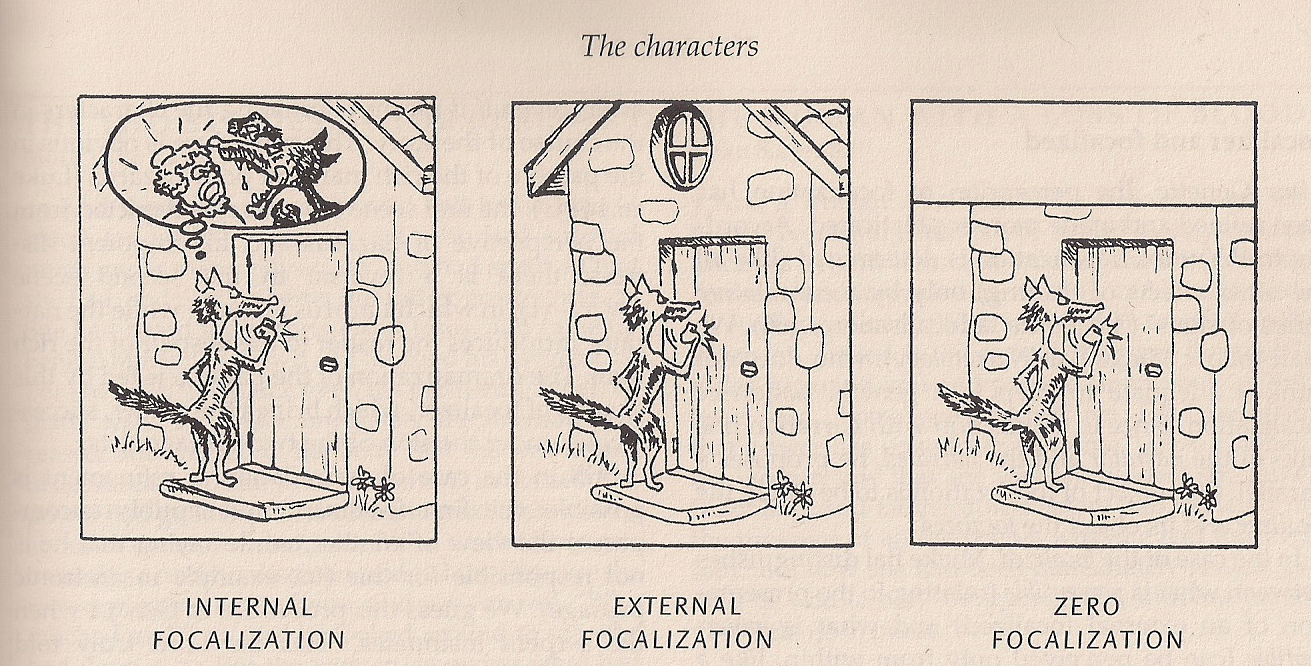 The characters
INTERNAL
FOCALIZATION
EXTERNAL
FOCALIZATION
ZERO
FOCALIZATION